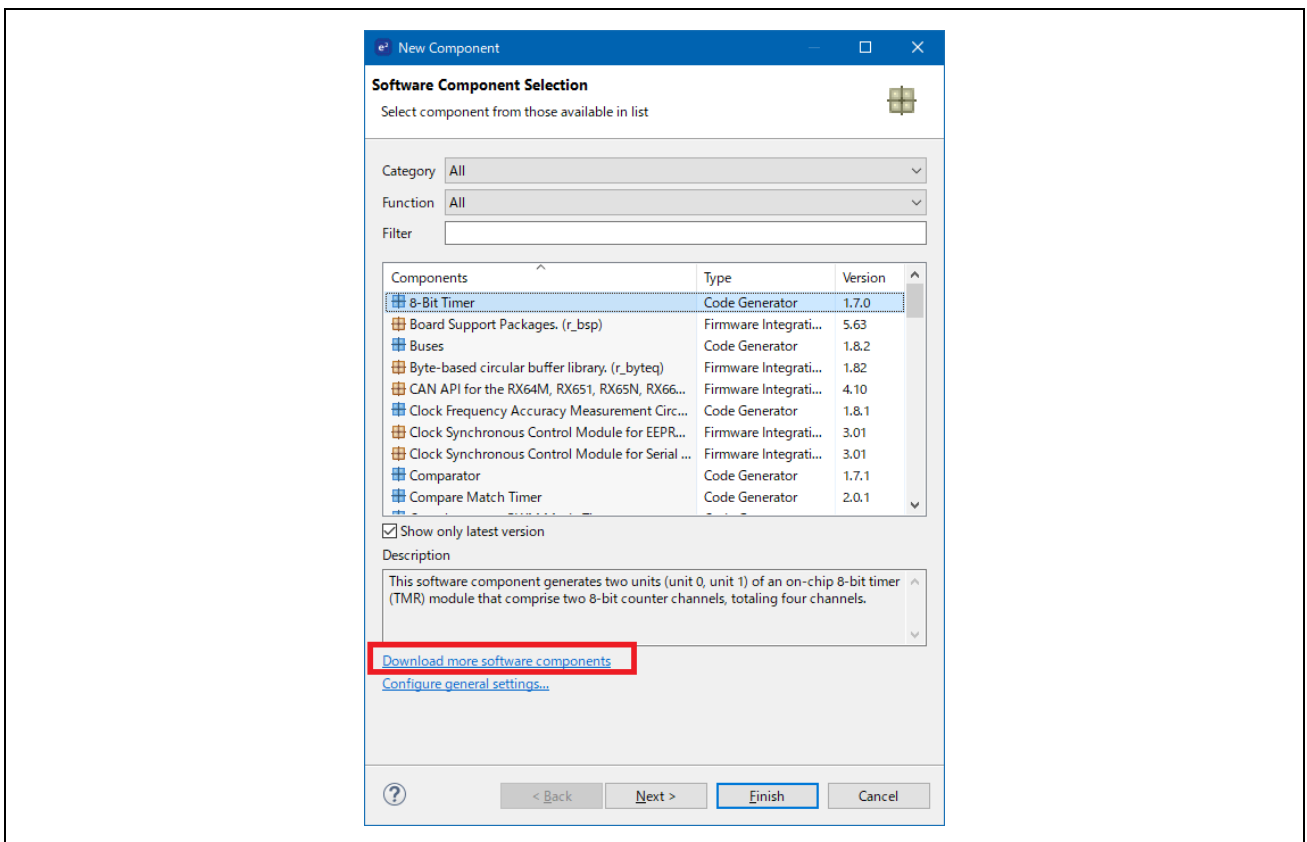 e² New Component
Software Component Selection
Select component from those available in list
Category All
Function All
Filter
Components Type Version
8-Bit Timer Code Generator 1.7.0
Board Support Packages. (r_bsp) Firmware Integrati... 5.63
Buses Code Generator 1.8.2
Byte-based circular buffer library. (r_byteq) Firmware Integrati... 1.82
CAN API for the RX64M, RX651, RX65N, RX66... Firmware Integrati... 4.10
Clock Frequency Accuracy Measurement Circ... Code Generator 1.8.1
Clock Synchronous Control Module for EEPR... Firmware Integrati... 3.01
Clock Synchronous Control Module for Serial ... Firmware Integrati... 3.01
Comparator Code Generator 1.7.1
Compare Match Timer Code Generator 2.0.1
Show only latest version
Description
This software component generates two units (unit 0, unit 1) of an on-chip 8-bit timer
(TMR) module that comprise two 8-bit counter channels, totaling four channels.
Download more software components
Configure general settings...
? < Back Next > Finish Cancel